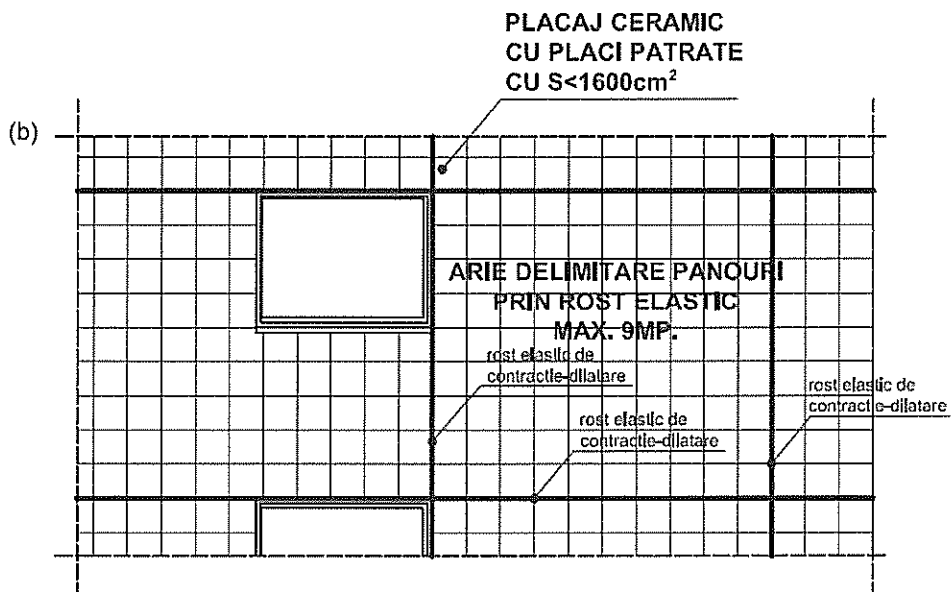 PLACAJ CERAMIC
CU PLACI PATRATE
CU S<1600cm²
(b)
ARIE DELIMITARE PANOURI
PRIN ROST ELASTIC
MAX. 9MP.
rost elastic de
contractie-dilatare
rost elastic de
contractie-dilatare
rost elastic de
contractie-dilatare